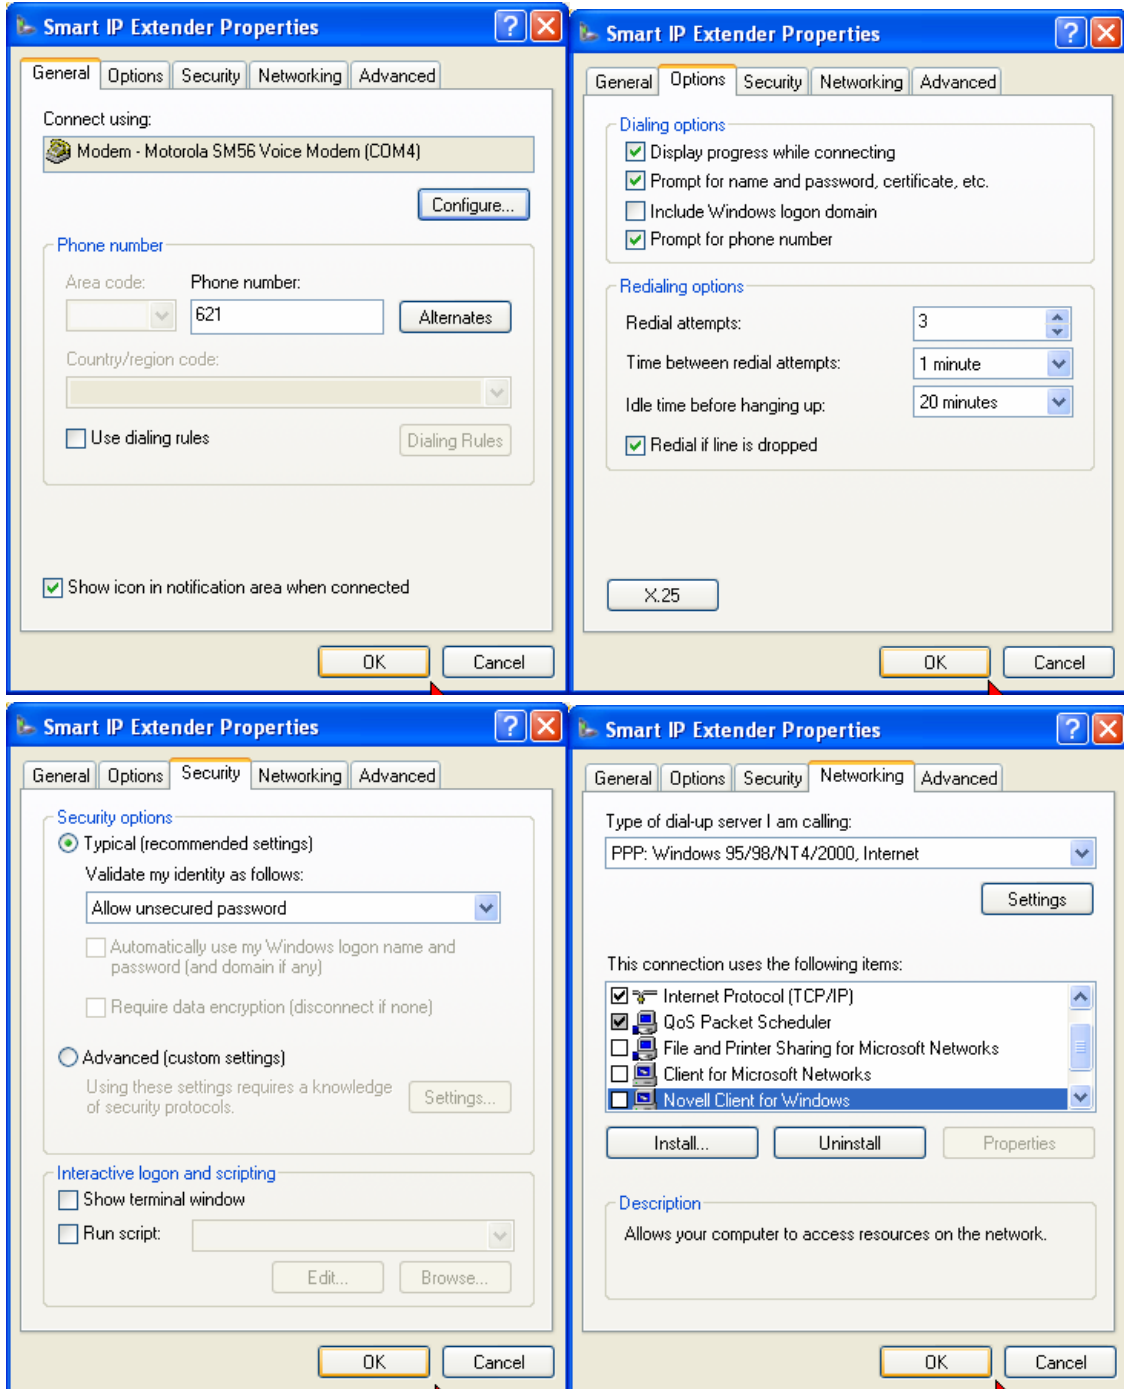 Smart IP Extender Properties
General Options Security Networking Advanced
Connect using:
Modem - Motorola SM56 Voice Modem (COM4)
Configure...
Phone number
Area code: Phone number:
621 Alternates
Country/region code:
Use dialing rules Dialing Rules
Show icon in notification area when connected
OK Cancel
Smart IP Extender Properties
General Options Security Networking Advanced
Dialing options
Display progress while connecting
Prompt for name and password, certificate, etc.
Include Windows logon domain
Prompt for phone number
Redialing options
Redial attempts: 3
Time between redial attempts: 1 minute
Idle time before hanging up: 20 minutes
Redial if line is dropped
X.25
OK Cancel
Smart IP Extender Properties
General Options Security Networking Advanced
Security options
Typical (recommended settings)
Validate my identity as follows:
Allow unsecured password
Automatically use my Windows logon name and
password (and domain if any)
Require data encryption (disconnect if none)
Advanced (custom settings)
Using these settings requires a knowledge
of security protocols. Settings...
Interactive logon and scripting
Show terminal window
Run script:
Edit... Browse...
OK Cancel
Smart IP Extender Properties
General Options Security Networking Advanced
Type of dial-up server I am calling:
PPP: Windows 95/98/NT4/2000, Internet
Settings
This connection uses the following items:
Internet Protocol (TCP/IP)
QoS Packet Scheduler
File and Printer Sharing for Microsoft Networks
Client for Microsoft Networks
Novell Client for Windows
Install... Uninstall Properties
Description
Allows your computer to access resources on the network.
OK Cancel